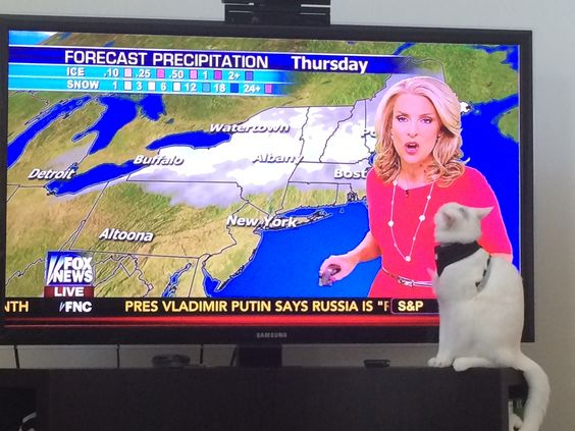 FORECAST PRECIPITATION Thursday
ICE .10 .25 .50 1 2+
SNOW 1 3 6 12 18 24+
Watertown
Buffalo Albany
Detroit Bost
New York
Altoona
FOX
NEWS
LIVE
NTH FNC PRES VLADIMIR PUTIN SAYS RUSSIA IS "F S&P
SAMSUNG